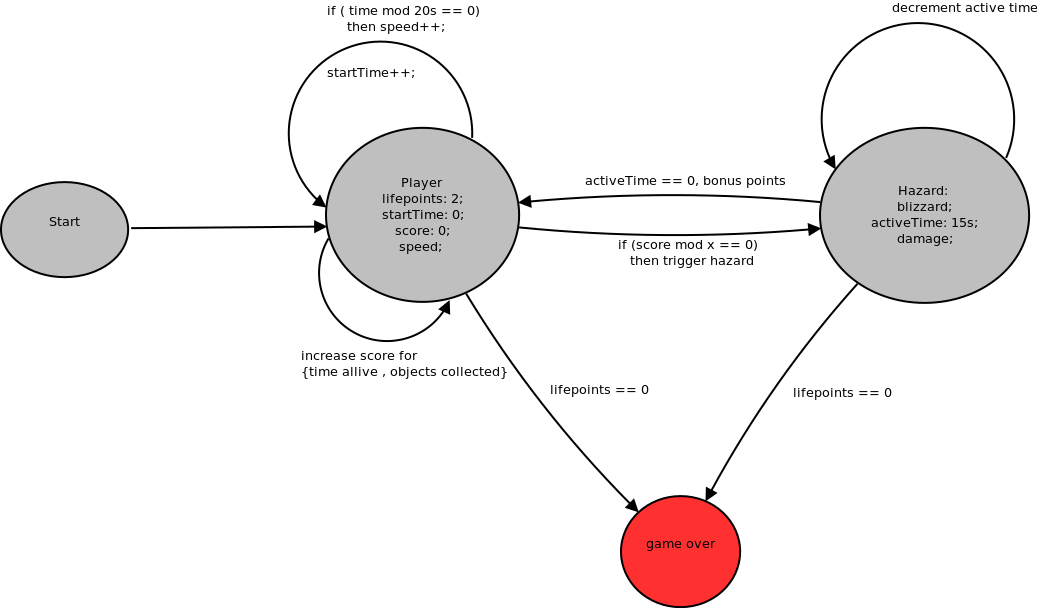 if ( time mod 20s == 0)
then speed++;
startTime++;
decrement active time
Start
Player
lifepoints: 2;
startTime: 0;
score: 0;
speed;
activeTime == 0, bonus points
if (score mod x == 0)
then trigger hazard
Hazard:
blizzard;
activeTime: 15s;
damage;
increase score for
{time allive , objects collected}
lifepoints == 0
lifepoints == 0
game over